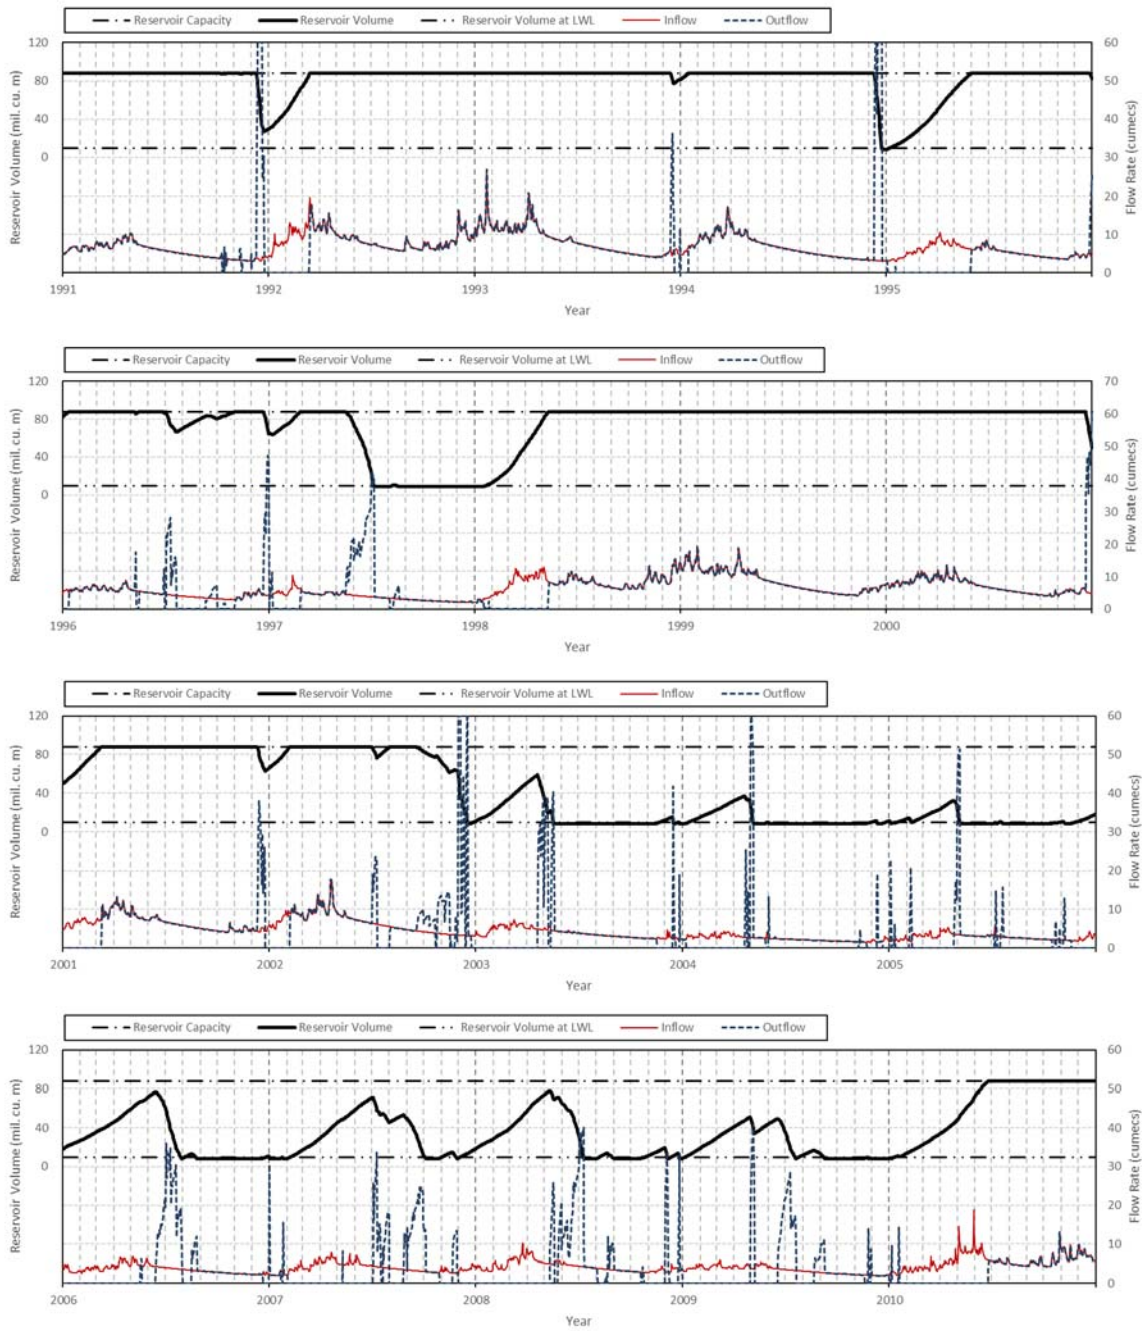 Reservoir Capacity Reservoir Volume Reservoir Volume at LWL Inflow Outflow
Reservoir Volume (mil. cu. m)
120
80
40
0
60
50
40
30
20
10
0
Flow Rate (cumecs)
1991 1992 1993 1994 1995
Year
Reservoir Capacity Reservoir Volume Reservoir Volume at LWL Inflow Outflow
Reservoir Volume (mil. cu. m)
120
80
40
0
70
60
50
40
30
20
10
0
Flow Rate (cumecs)
1996 1997 1998 1999 2000
Year
Reservoir Capacity Reservoir Volume Reservoir Volume at LWL Inflow Outflow
Reservoir Volume (mil. cu. m)
120
80
40
0
60
50
40
30
20
10
0
Flow Rate (cumecs)
2001 2002 2003 2004 2005
Year
Reservoir Capacity Reservoir Volume Reservoir Volume at LWL Inflow Outflow
Reservoir Volume (mil. cu. m)
120
80
40
0
60
50
40
30
20
10
0
Flow Rate (cumecs)
2006 2007 2008 2009 2010
Year